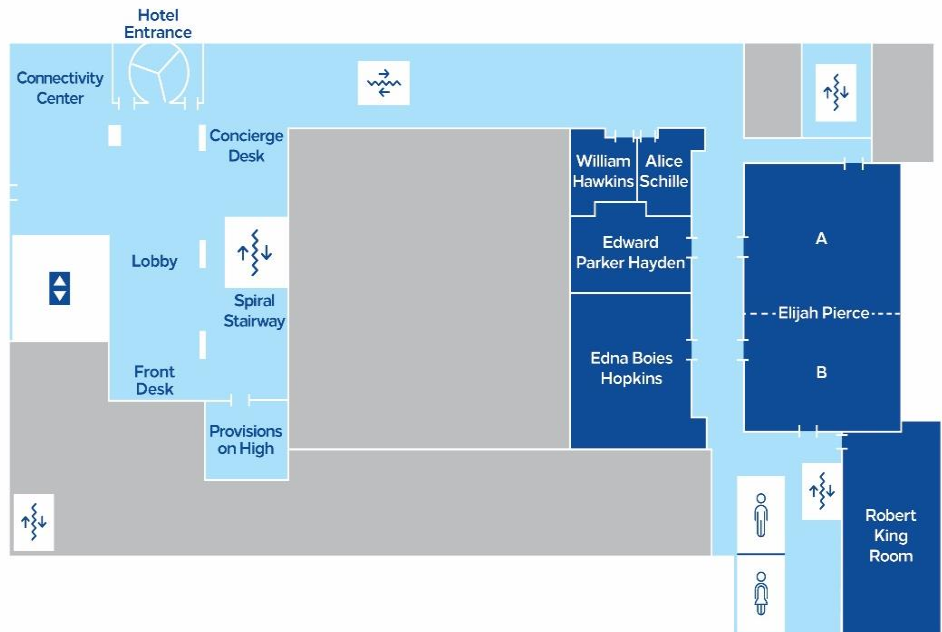 Hotel
Entrance
Connectivity
Center
Concierge
Desk
William
Hawkins
Alice
Schille
A
Edward
Parker Hayden
Lobby
Spiral
Stairway
Elijah Pierce
Edna Boies
Hopkins
B
Front
Desk
Provisions
on High
Robert
King
Room